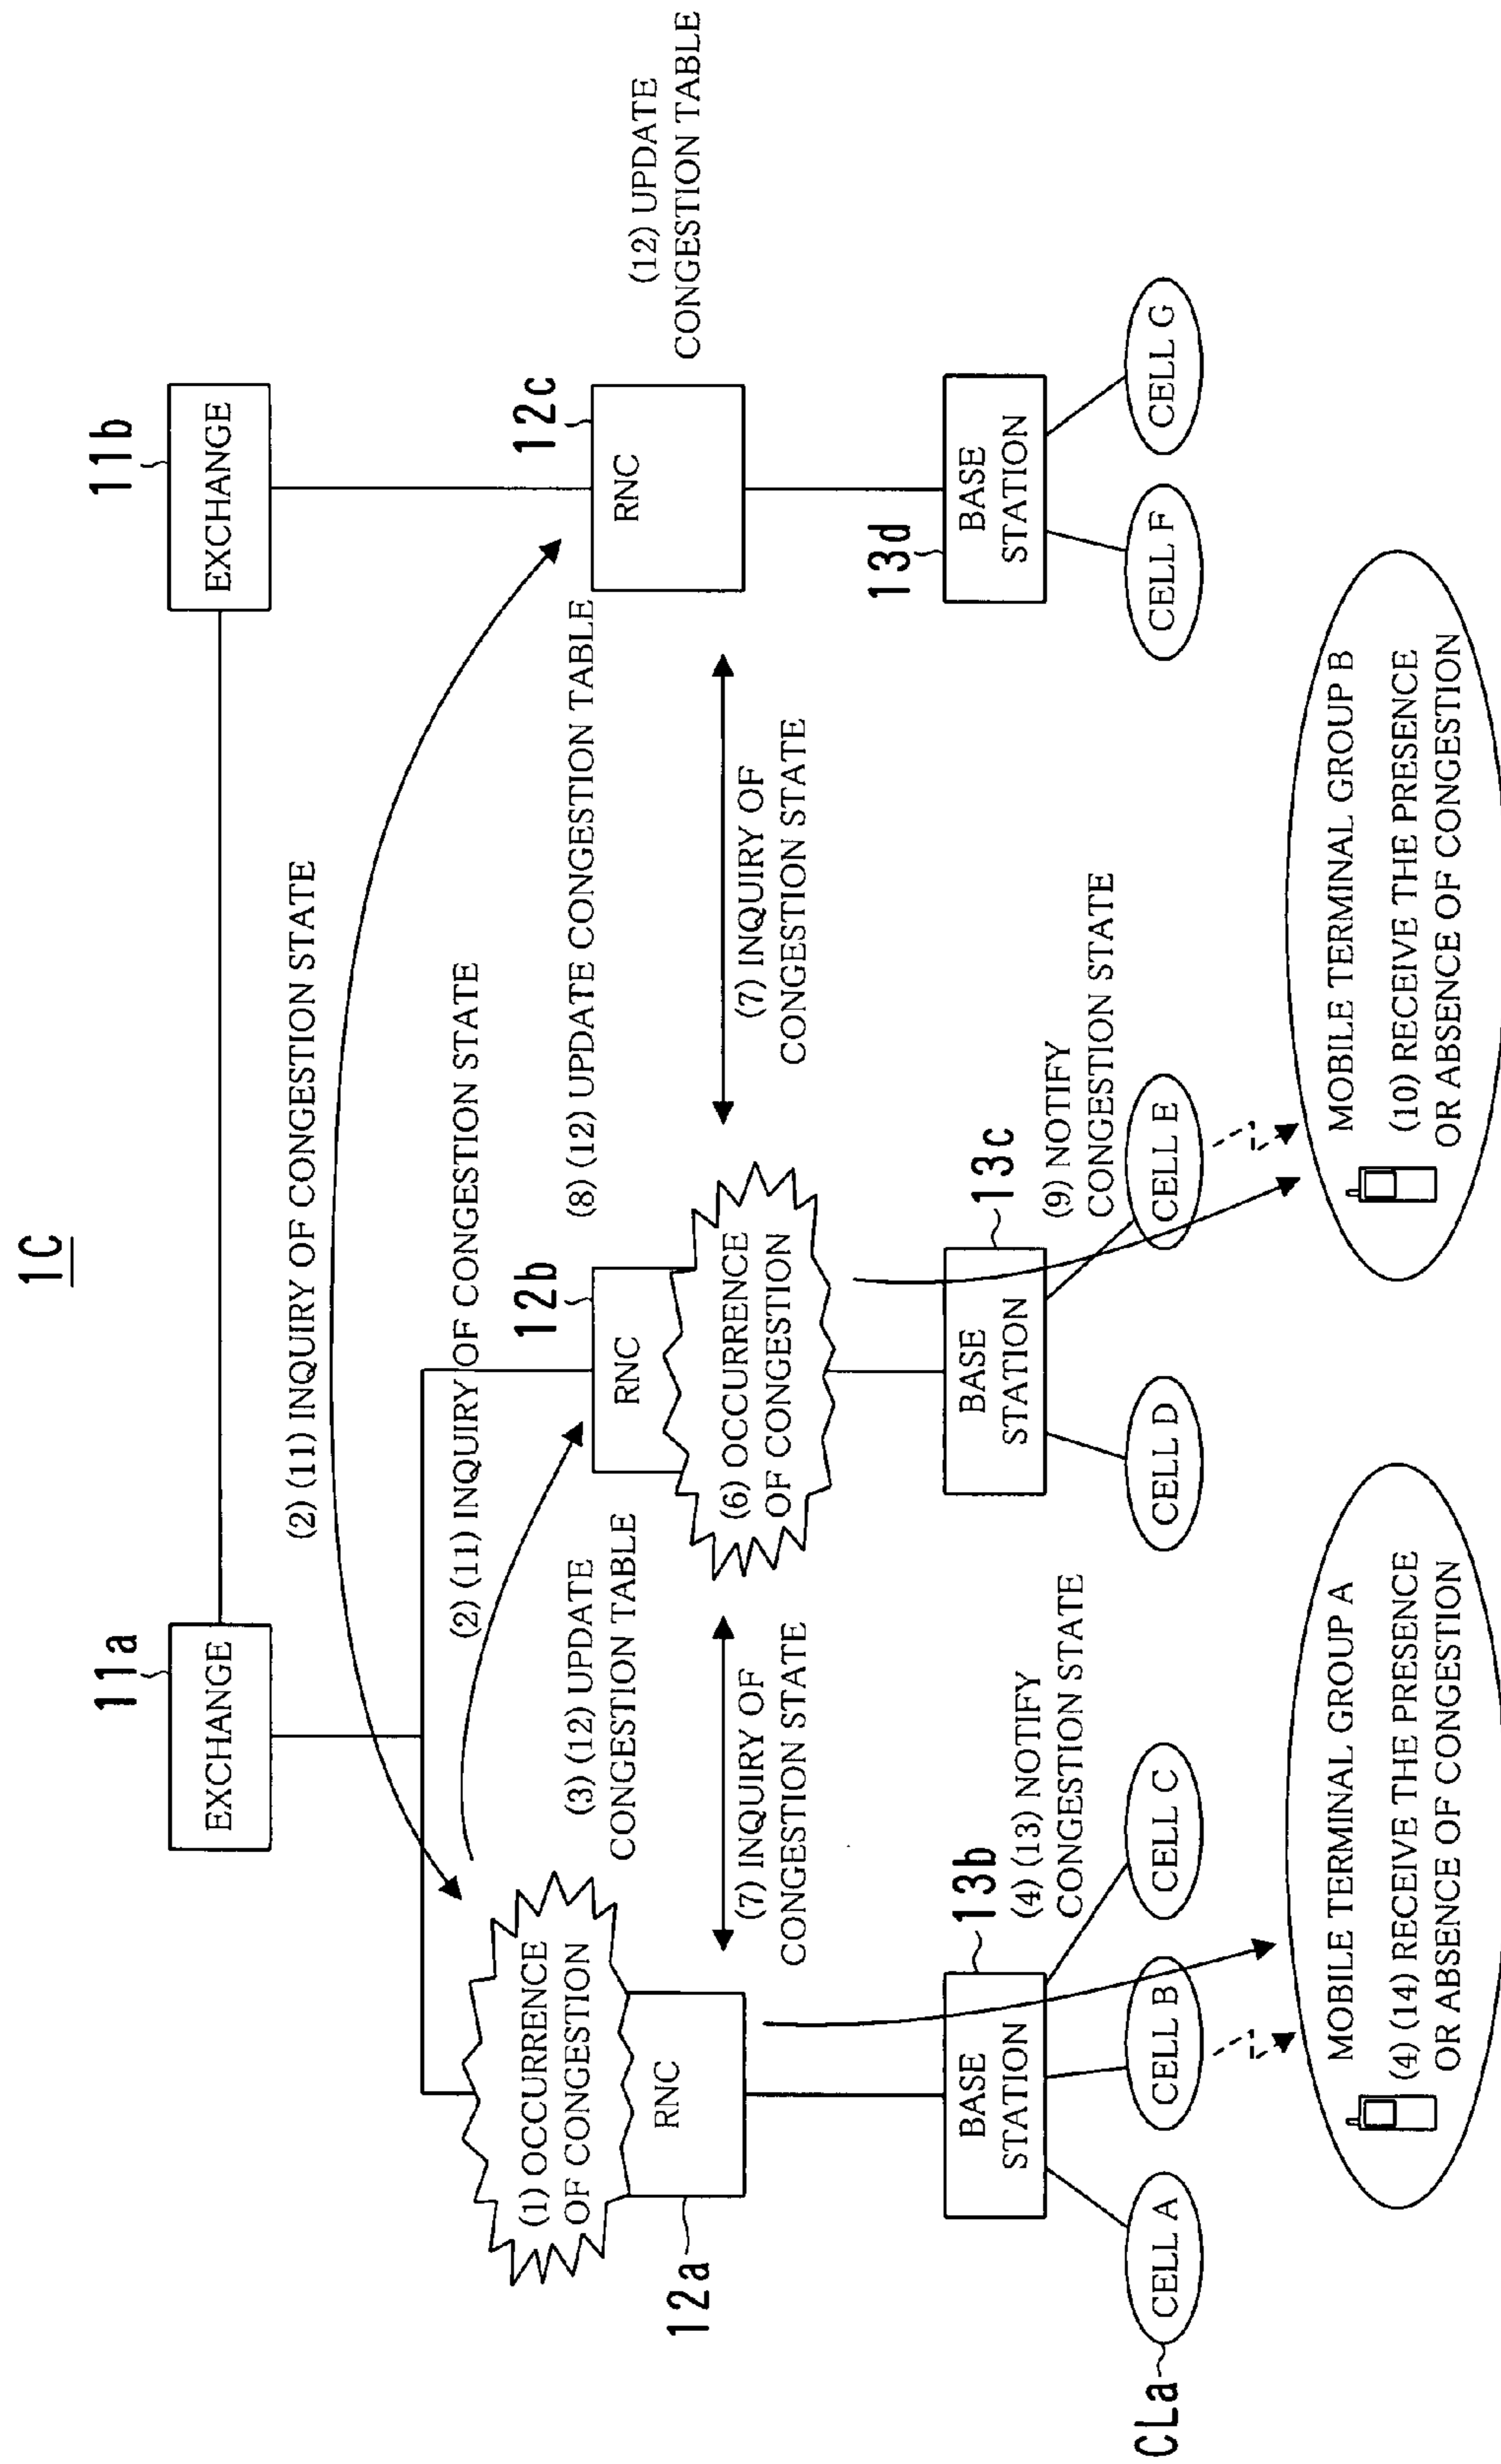 1C
11a
EXCHANGE
11b
EXCHANGE
(2) (11) INQUIRY OF CONGESTION STATE
(2) (11) INQUIRY OF CONGESTION STATE
(1) OCCURRENCE
OF CONGESTION
RNC
12a
(3) (12) UPDATE
CONGESTION TABLE
12b
RNC
(6) OCCURRENCE
OF CONGESTION
(8) (12) UPDATE CONGESTION TABLE
12c
RNC
(12) UPDATE
CONGESTION TABLE
(7) INQUIRY OF
CONGESTION STATE
(7) INQUIRY OF
CONGESTION STATE
BASE
STATION
13b
(4) (13) NOTIFY
CONGESTION STATE
BASE
STATION
13c
(9) NOTIFY
CONGESTION STATE
13d
BASE
STATION
CLa
CELL A
CELL B
CELL C
CELL D
CELL E
CELL F
CELL G
MOBILE TERMINAL GROUP A
(4) (14) RECEIVE THE PRESENCE
OR ABSENCE OF CONGESTION
MOBILE TERMINAL GROUP B
(10) RECEIVE THE PRESENCE
OR ABSENCE OF CONGESTION